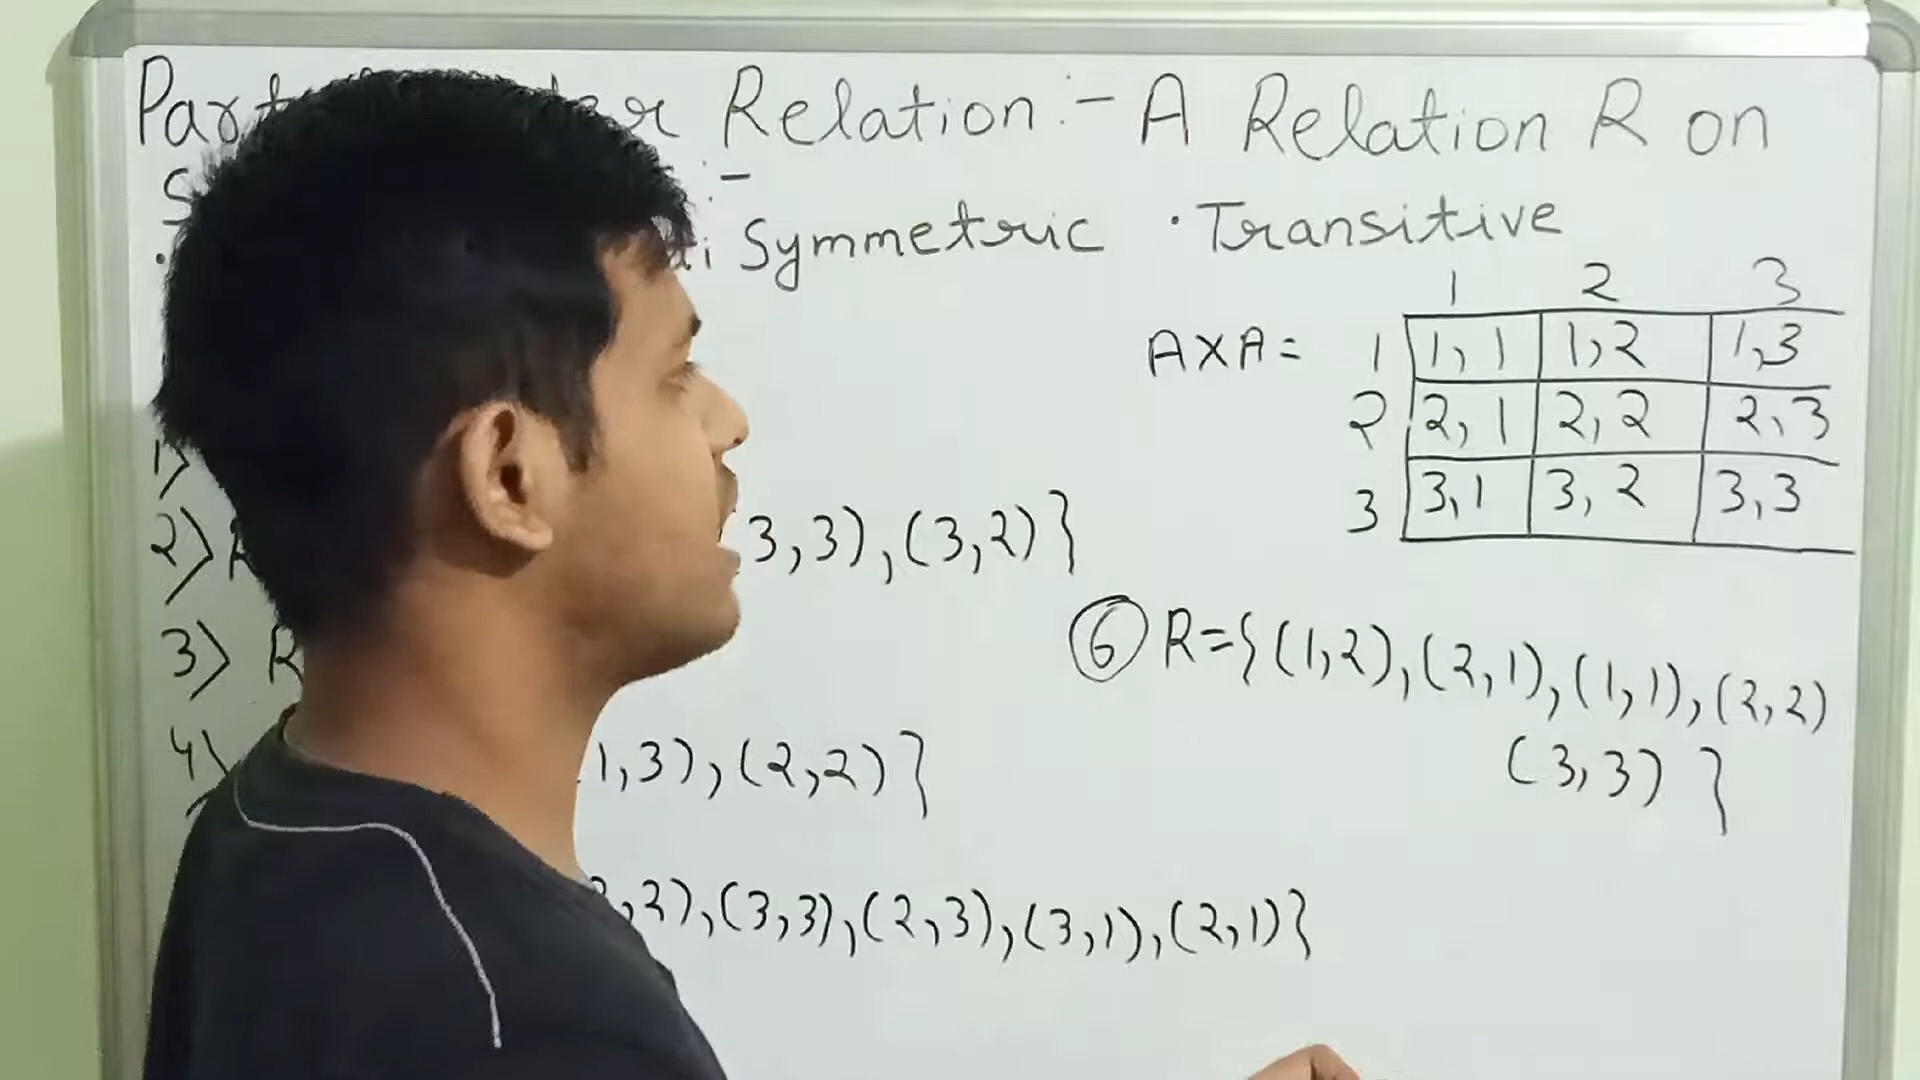 Relation :- A Relation R on
:-
Symmetric · Transitive
1 2 3
AXA = 1 1,1 1,2 1,3
2 2,1 2,2 2,3
3 3,1 3,2 3,3
1)
2) R 3,3),(3,2)}
3) R
⑥ R={(1,2),(2,1),(1,1),(2,2)
(3,3) }
4) 1,3),(2,2)}
,2),(3,3),(2,3),(3,1),(2,1)}